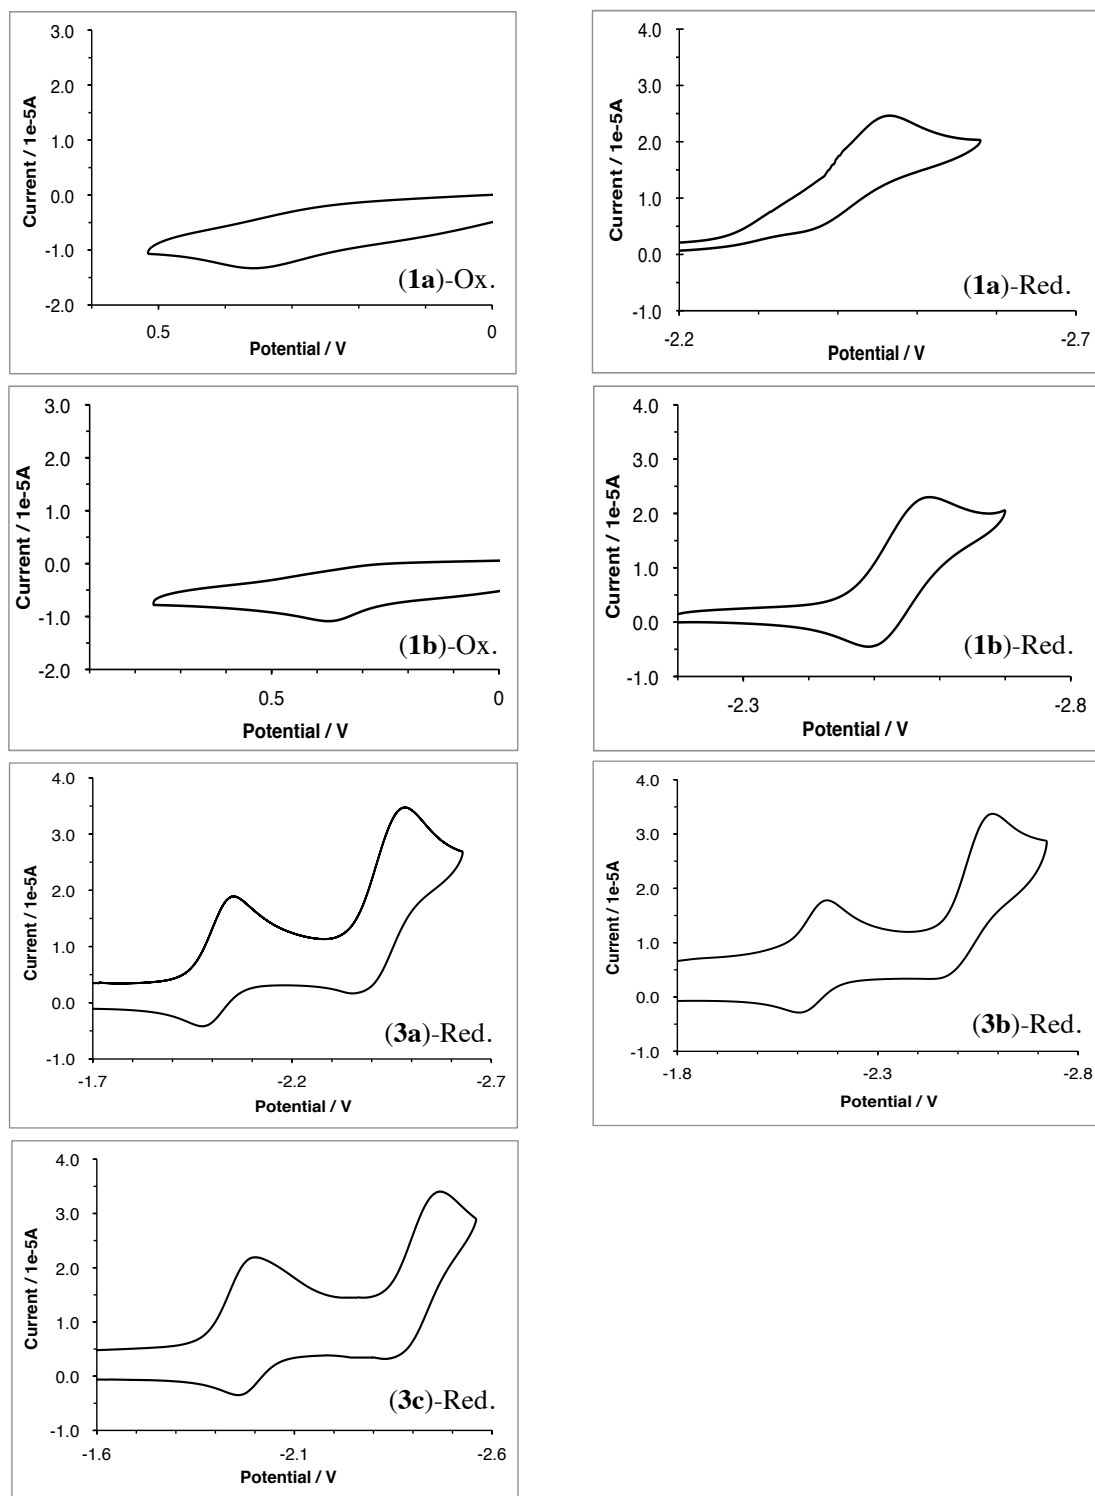 3.0
2.0
1.0
0.0
-1.0
-2.0
Current / 1e-5A
(1a)-Ox.
0.5
0
Potential / V
4.0
3.0
2.0
1.0
0.0
-1.0
Current / 1e-5A
(1a)-Red.
-2.2
-2.7
Potential / V
3.0
2.0
1.0
0.0
-1.0
-2.0
Current / 1e-5A
(1b)-Ox.
0.5
0
Potential / V
4.0
3.0
2.0
1.0
0.0
-1.0
Current / 1e-5A
(1b)-Red.
-2.3
-2.8
Potential / V
4.0
3.0
2.0
1.0
0.0
-1.0
Current / 1e-5A
(3a)-Red.
-1.7
-2.2
-2.7
Potential / V
4.0
3.0
2.0
1.0
0.0
-1.0
Current / 1e-5A
(3b)-Red.
-1.8
-2.3
-2.8
Potential / V
4.0
3.0
2.0
1.0
0.0
-1.0
Current / 1e-5A
(3c)-Red.
-1.6
-2.1
-2.6
Potential / V